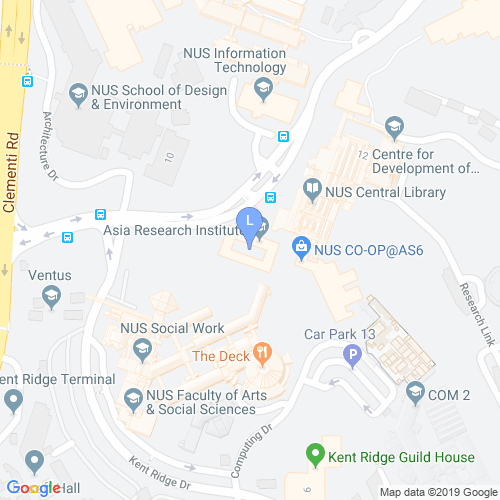 NUS Information
Technology
NUS School of Design
& Environment
Clementi Rd
Architecture Dr
10
12
Centre for
Development of...
NUS Central Library
L
Asia Research Institute
NUS CO-OP@AS6
Ventus
Research Link
NUS Social Work
Car Park 13
The Deck
P
ent Ridge Terminal
NUS Faculty of Arts
& Social Sciences
COM 2
Computing Dr
Kent Ridge Guild House
Kent Ridge Dr
Hall
6
Google
Map data ©2019 Google